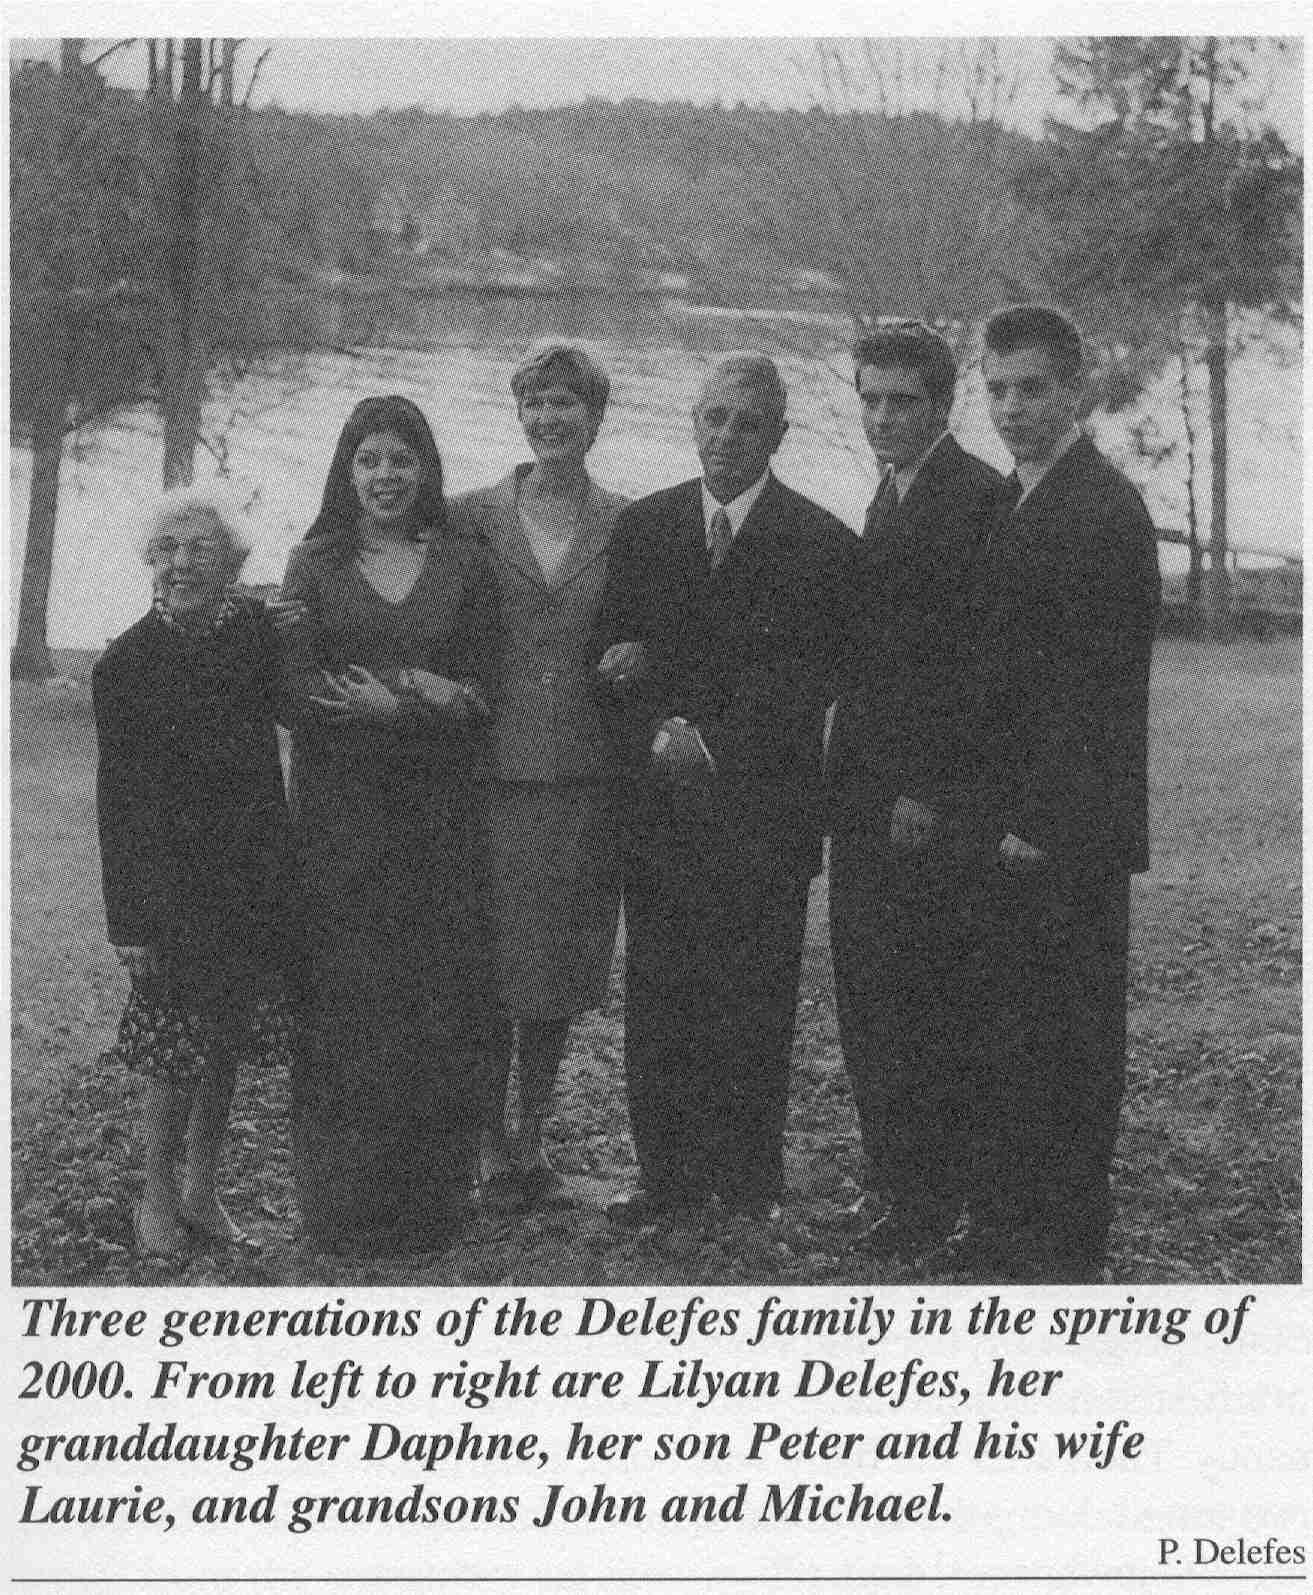 Three generations of the Delefes family in the spring of
2000. From left to right are Lilyan Delefes, her
granddaughter Daphne, her son Peter and his wife
Laurie, and grandsons John and Michael.
P. Delefes